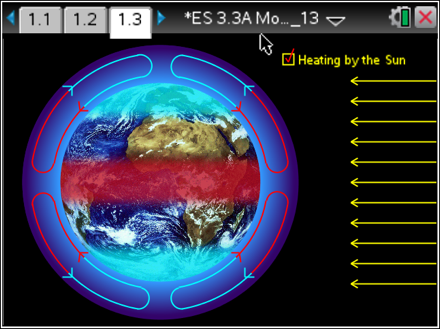 1.1 1.2 1.3 *ES 3.3A Mo..._13
Heating by the Sun